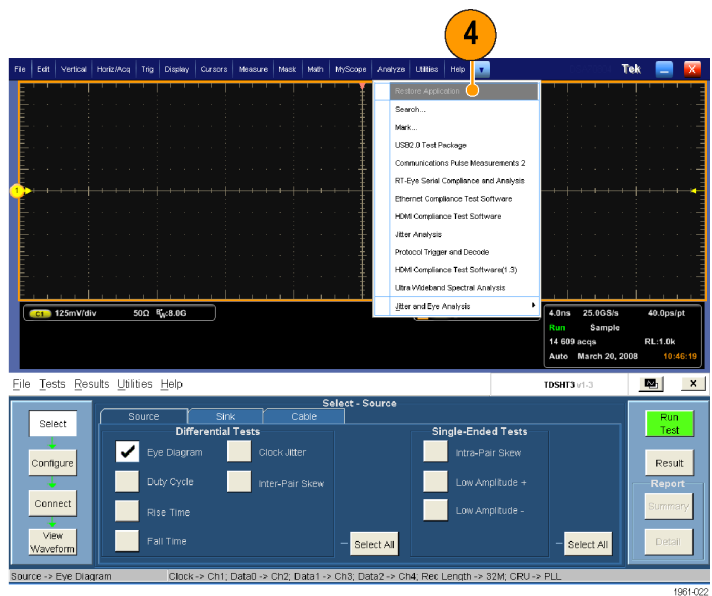 4
File Edit Vertical Horiz/Acq Trig Display Cursors Measure Mask Math MyScope Analyze Utilities Help Tek X
Restore Application
Search...
Mark...
USB2.0 Test Package
Communications Pulse Measurements 2
RT-Eye Serial Compliance and Analysis
1
Ethernet Compliance Test Software
HDMI Compliance Test Software
Jitter Analysis
Protocol Trigger and Decode
HDMI Compliance Test Software(1.3)
Ultra Wideband Spectral Analysis
Jitter and Eye Analysis
C1 125mV/div 50Ω BW:8.0G
4.0ns 25.0GS/s 40.0ps/pt
Run Sample
14 609 acqs RL:1.0k
Auto March 20, 2008 10:46:19
File Tests Results Utilities Help TDSHT3 v1-3 x
Select - Source
Select Source Sink Cable Run Test
Differential Tests Single-Ended Tests
Eye Diagram Clock Jitter Intra-Pair Skew
Configure Result
Duty Cycle Inter-Pair Skew Low Amplitude +
Report
Connect Rise Time Low Amplitude - Summary
View Waveform Fall Time Select All Select All Detail
Source -> Eye Diagram Clock -> Ch1; Data0 -> Ch2; Data1 -> Ch3; Data2 -> Ch4; Rec Length -> 32M; CRU -> PLL
1961-022